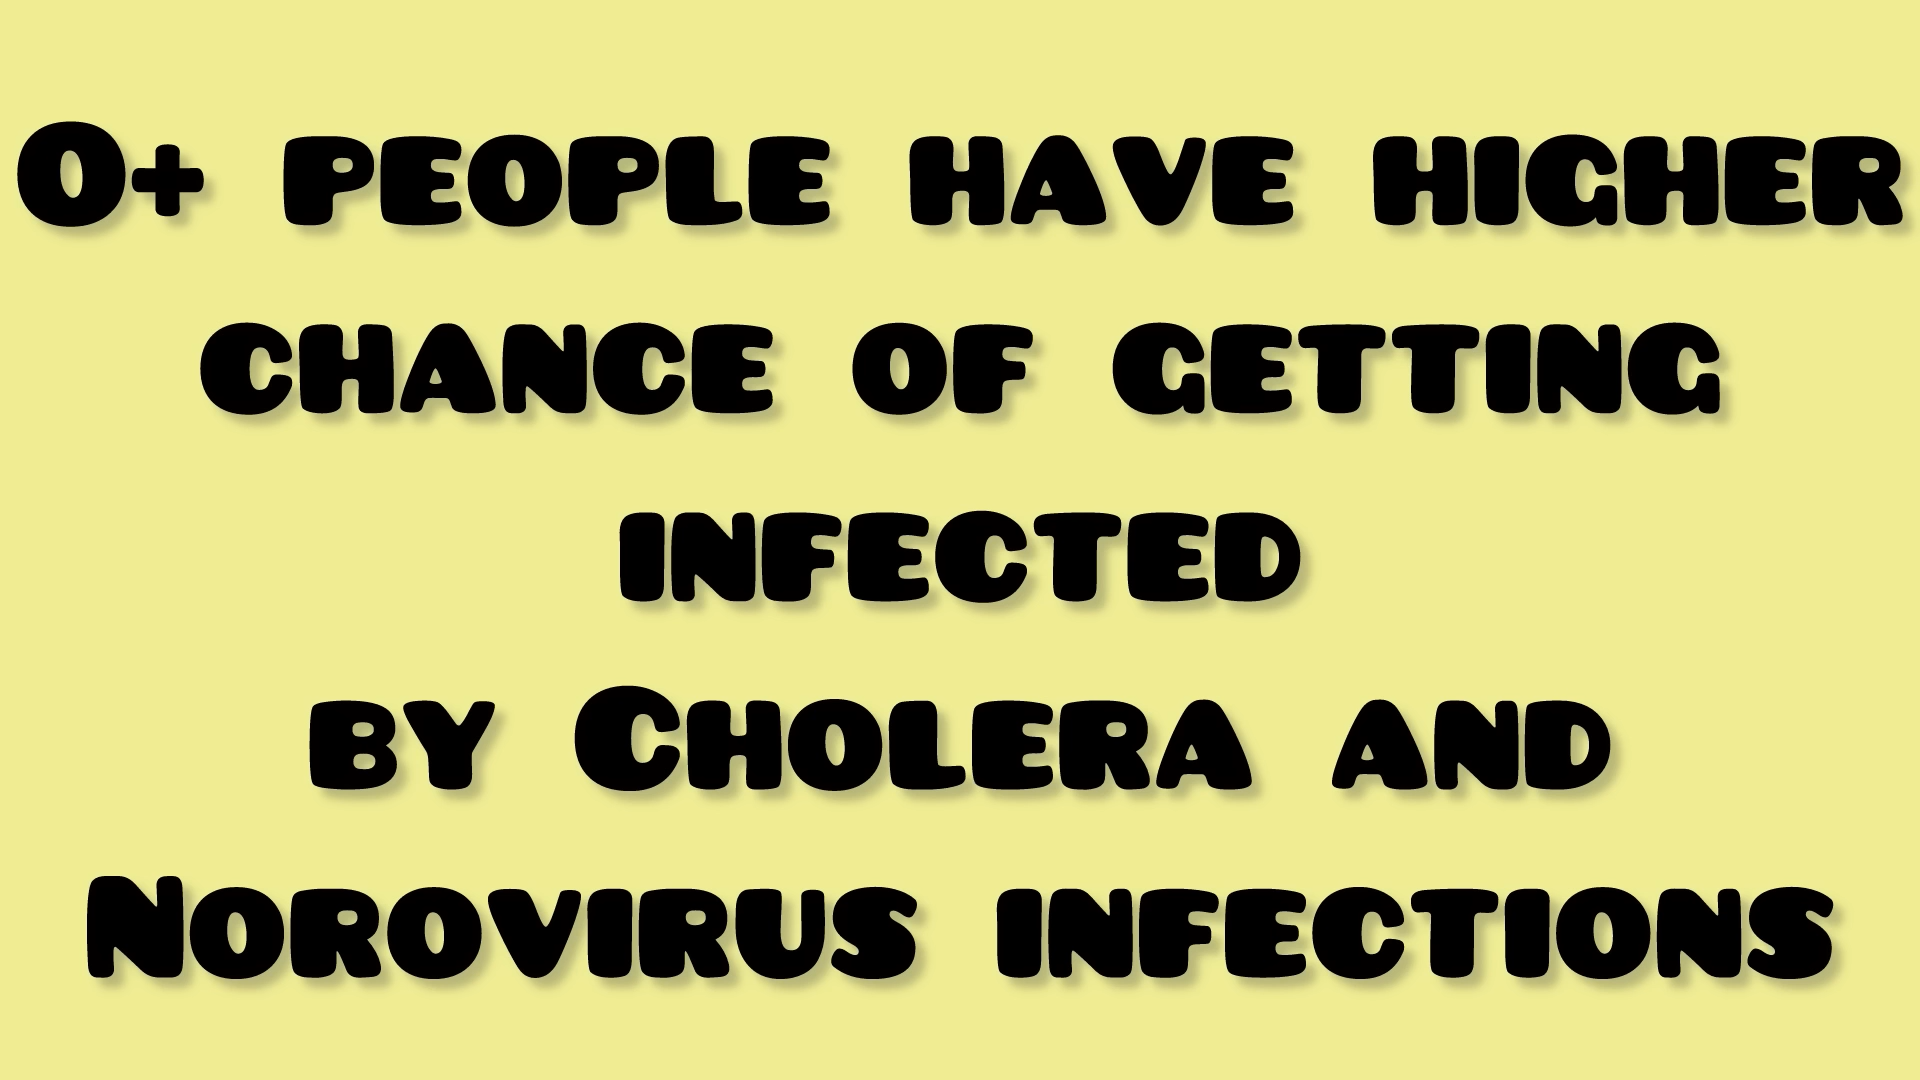 O+ people have higher
chance of getting
infected
by Cholera and
Norovirus infections